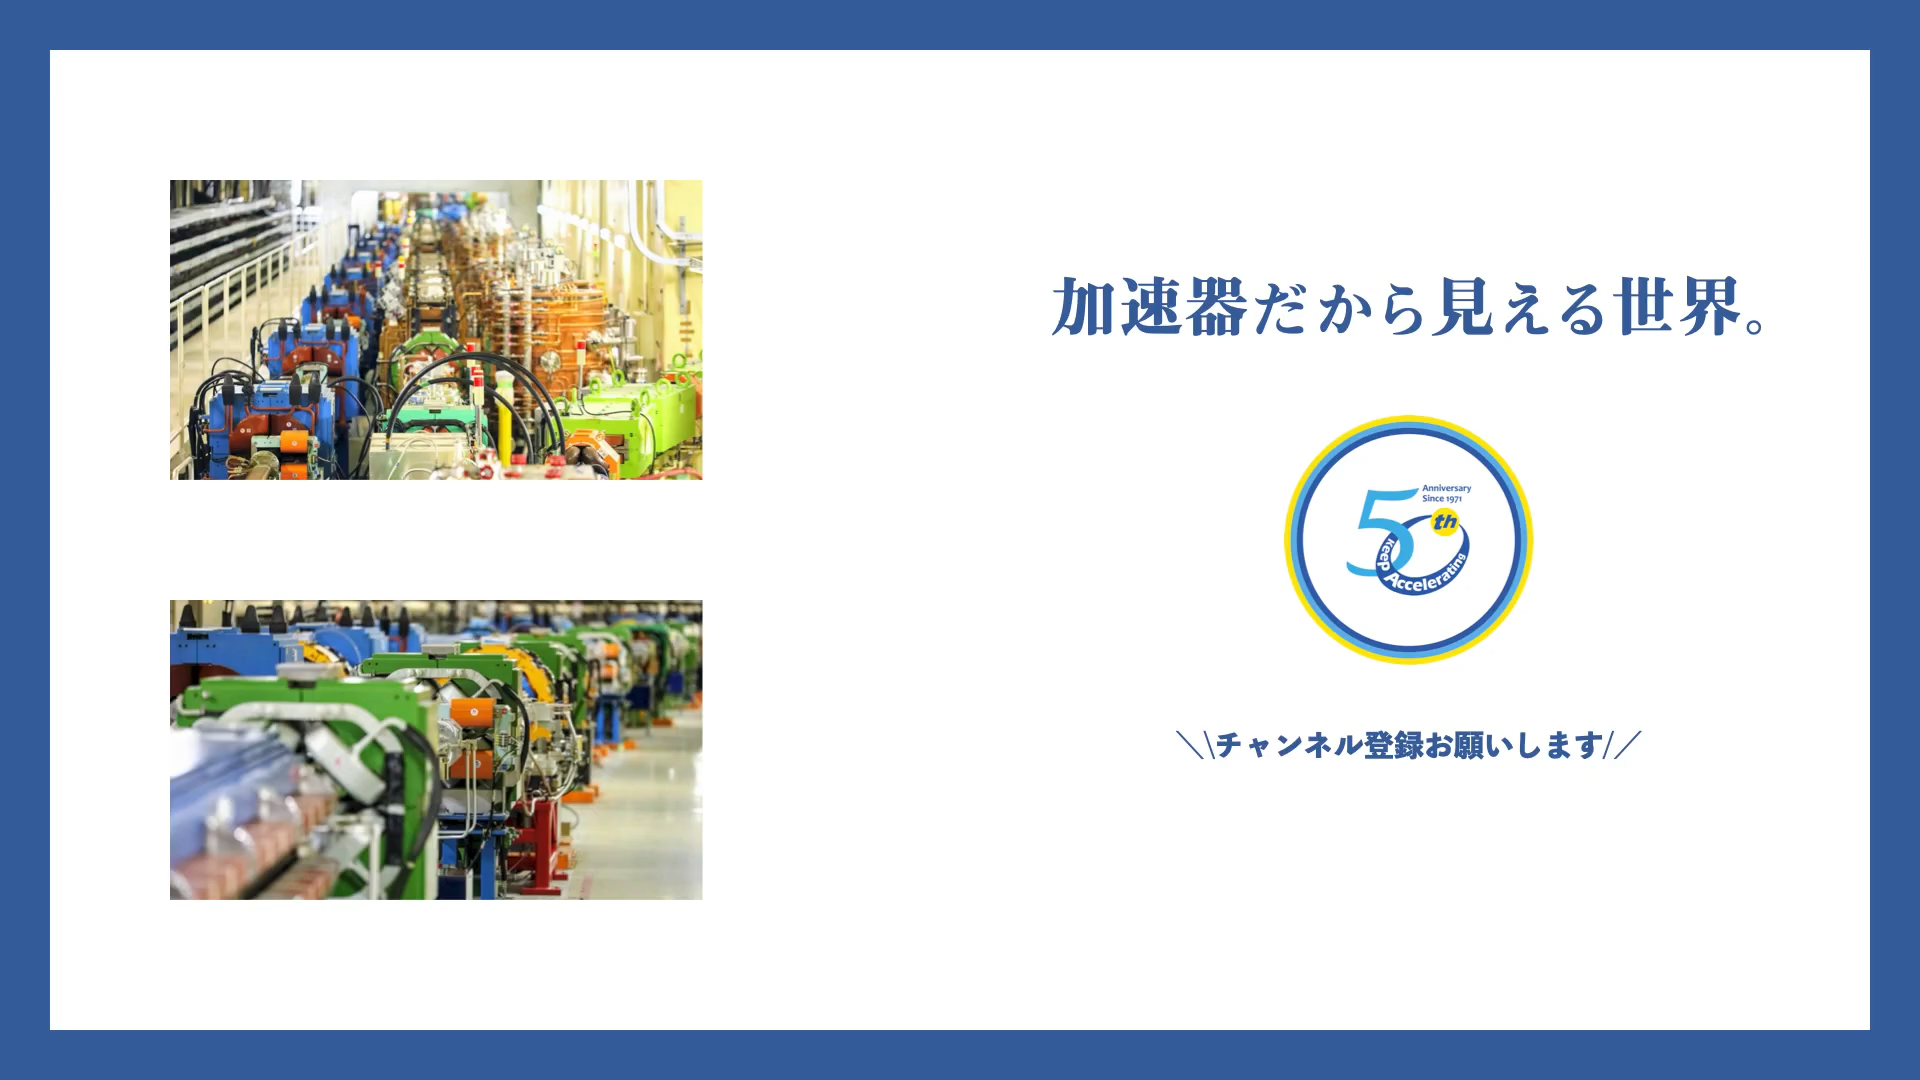 加速器だから見える世界。
Anniversary
Since 1971
50th
Keep Accelerating
＼\チャンネル登録お願いします/／